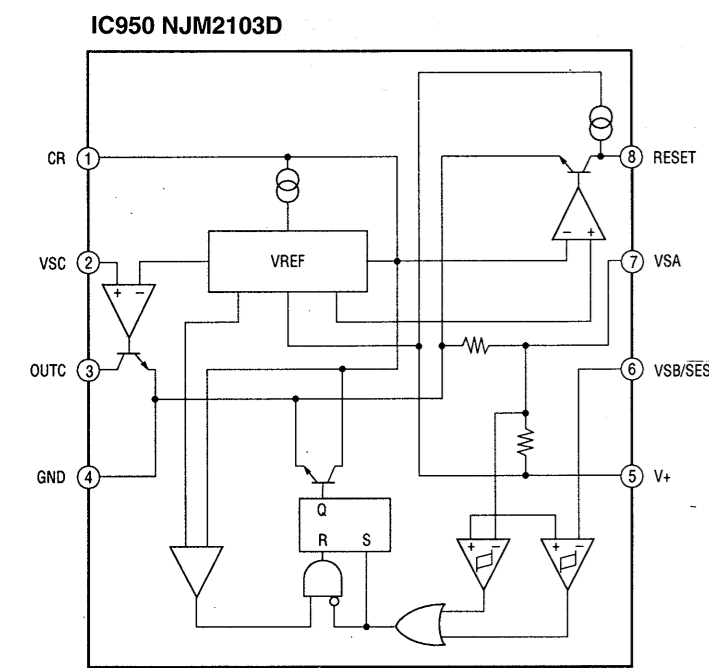 IC950 NJM2103D
CR 1
8 RESET
VREF
- +
VSC 2
7 VSA
+ -
OUTC 3
6 VSB/SES
GND 4
5 V+
Q
R S
+ -
+ -